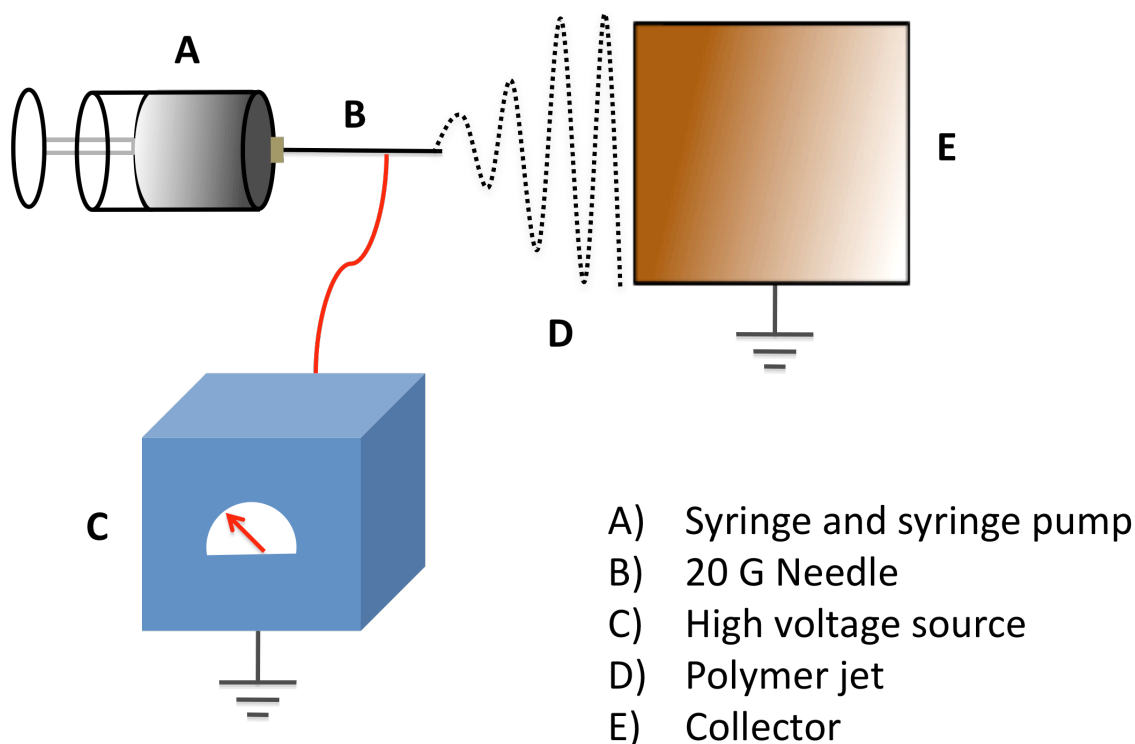 A
B
E
D
C
A) Syringe and syringe pump
B) 20 G Needle
C) High voltage source
D) Polymer jet
E) Collector